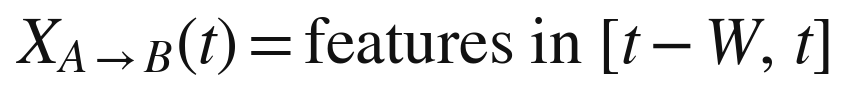 X_{A→B}(t) = features in [t − W, t]